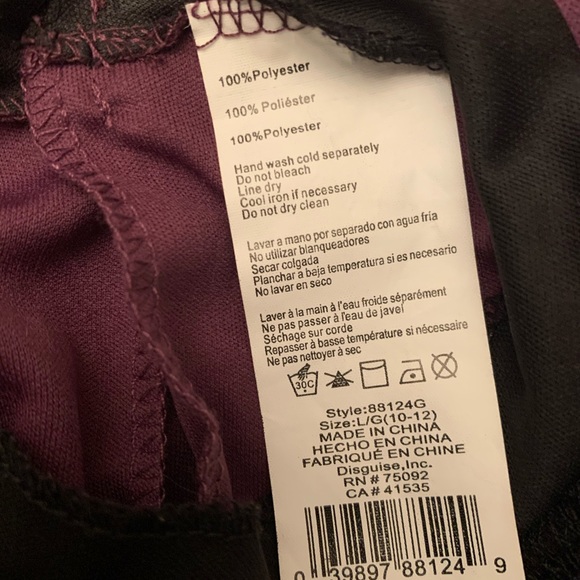 100%Polyester
100% Poliéster
100%Polyester
Hand wash cold separately
Do not bleach
Line dry
Cool iron if necessary
Do not dry clean
Lavar a mano por separado con agua fria
No utilizar blanqueadores
Secar colgada
Planchar a baja temperatura si es necesario
No lavar en seco
Laver à la main à l'eau froide séparément
Ne pas passer à l'eau de javel
Séchage sur corde
Repasser à basse température si nécessaire
Ne pas nettoyer à sec
30C
Style:88124G
Size:L/G(10-12)
MADE IN CHINA
HECHO EN CHINA
FABRIQUÉ EN CHINE
Disguise,Inc.
RN # 75092
CA # 41535
0 39897 88124 9